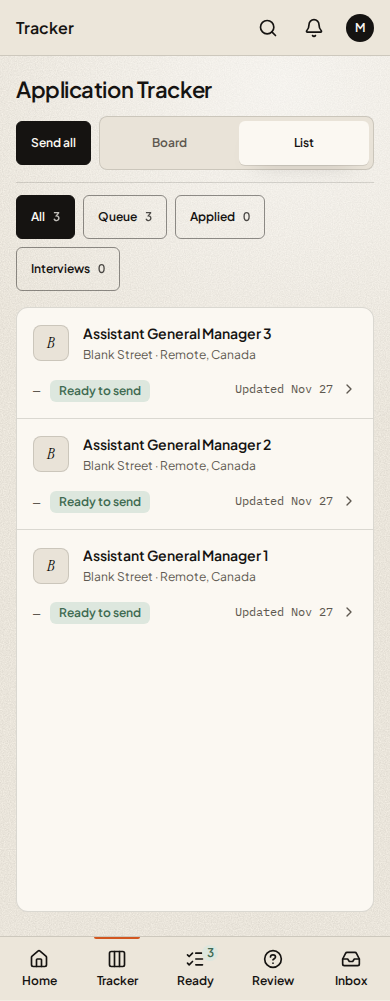 Tracker
M
Application Tracker
Send all
Board
List
All 3
Queue 3
Applied 0
Interviews 0
B
Assistant General Manager 3
Blank Street · Remote, Canada
– Ready to send Updated Nov 27
B
Assistant General Manager 2
Blank Street · Remote, Canada
– Ready to send Updated Nov 27
B
Assistant General Manager 1
Blank Street · Remote, Canada
– Ready to send Updated Nov 27
3
Home Tracker Ready Review Inbox